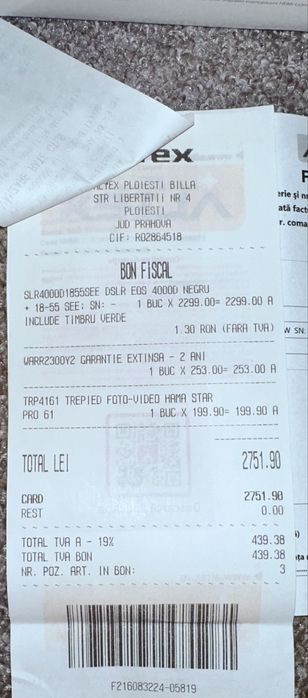 ALTEX PLOIESTI BILLA
STR LIBERTATII NR 4
PLOIESTI
JUD PRAHOVA
CIF: RO2864518
BON FISCAL
SLR4000D1855SEE DSLR EOS 4000D NEGRU
+ 18-55 SEE; SN: - 1 BUC X 2299.00= 2299.00 A
INCLUDE TIMBRU VERDE
1.30 RON (FARA TVA)
WARR2300Y2 GARANTIE EXTINSA - 2 ANI
1 BUC X 253.00= 253.00 A
TRP4161 TREPIED FOTO-VIDEO HAMA STAR
PRO 61 1 BUC X 199.90= 199.90 A
TOTAL LEI 2751.90
CARD 2751.90
REST 0.00
TOTAL TVA A - 19% 439.38
TOTAL TVA BON 439.38
NR. POZ. ART. IN BON: 3
F216083224-05819